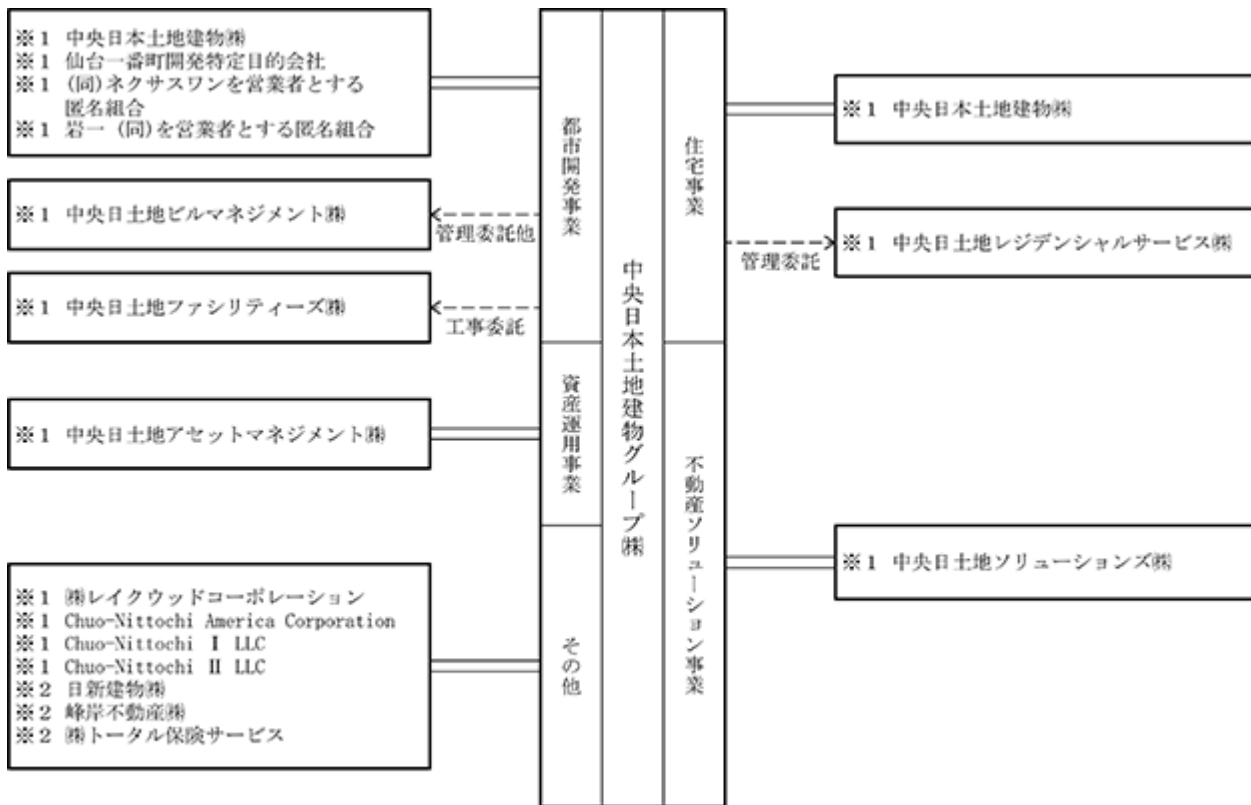 ※1 中央日本土地建物㈱
※1 仙台一番町開発特定目的会社
※1 (同)ネクサスワンを営業者とする
匿名組合
※1 岩一 (同)を営業者とする匿名組合
※1 中央日土地ビルマネジメント㈱
管理委託他
※1 中央日土地ファシリティーズ㈱
工事委託
※1 中央日土地アセットマネジメント㈱
※1 ㈱レイクウッドコーポレーション
※1 Chuo-Nittochi America Corporation
※1 Chuo-Nittochi Ⅰ LLC
※1 Chuo-Nittochi Ⅱ LLC
※2 日新建物㈱
※2 峰岸不動産㈱
※2 ㈱トータル保険サービス
都市開発事業
資産運用事業
その他
中央日本土地建物グループ㈱
住宅事業
不動産ソリューション事業
※1 中央日本土地建物㈱
管理委託
※1 中央日土地レジデンシャルサービス㈱
※1 中央日土地ソリューションズ㈱